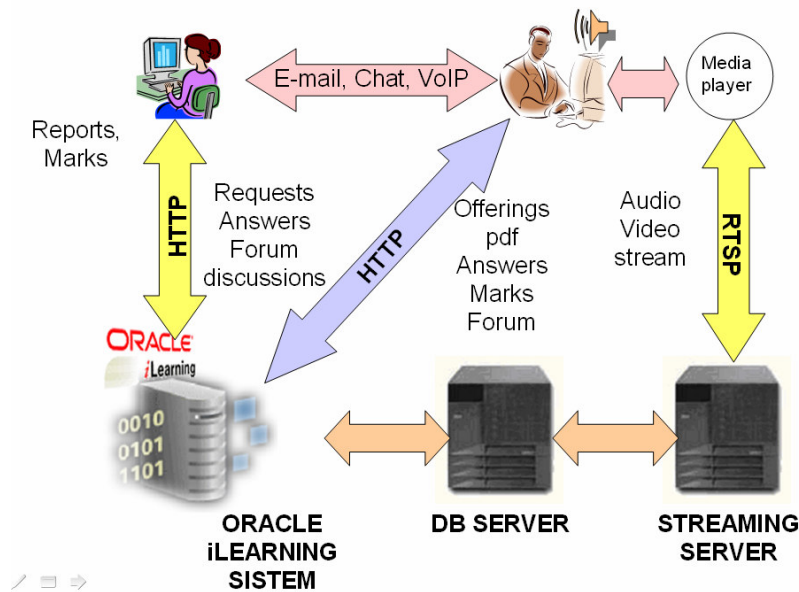 E-mail, Chat, VoIP
Media
player
Reports,
Marks
HTTP
Requests
Answers
Forum
discussions
HTTP
Offerings
pdf
Answers
Marks
Forum
Audio
Video
stream
RTSP
ORACLE
iLearning
0010
0101
1101
ORACLE
iLEARNING
SISTEM
DB SERVER
STREAMING
SERVER